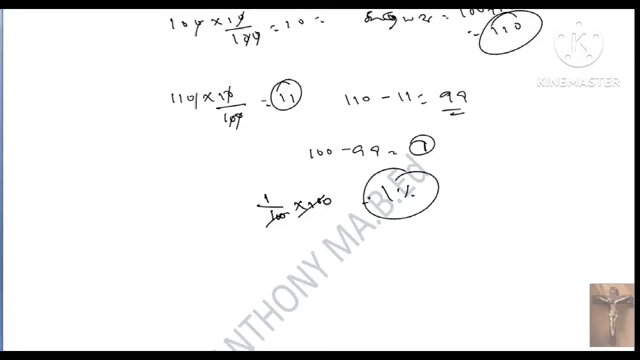 100 × 10/100 = 10 =
= 110
110 × 10/100 = 11
110 - 11 = 99
100 - 99 = 1
1/100 × 100 = 1%
ANTHONY MA.B.Ed
KINEMASTER